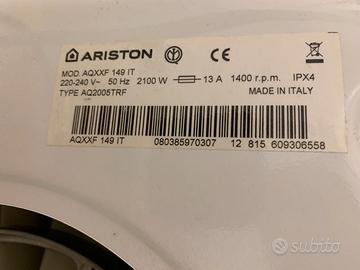 ARISTON
MOD. AQXXF 149 IT
220-240 V~ 50 Hz 2100 W 13 A 1400 r.p.m. IPX4
TYPE AQ2005TRF MADE IN ITALY
AQXXF 149 IT 080385970307 12 815 609306558
subito